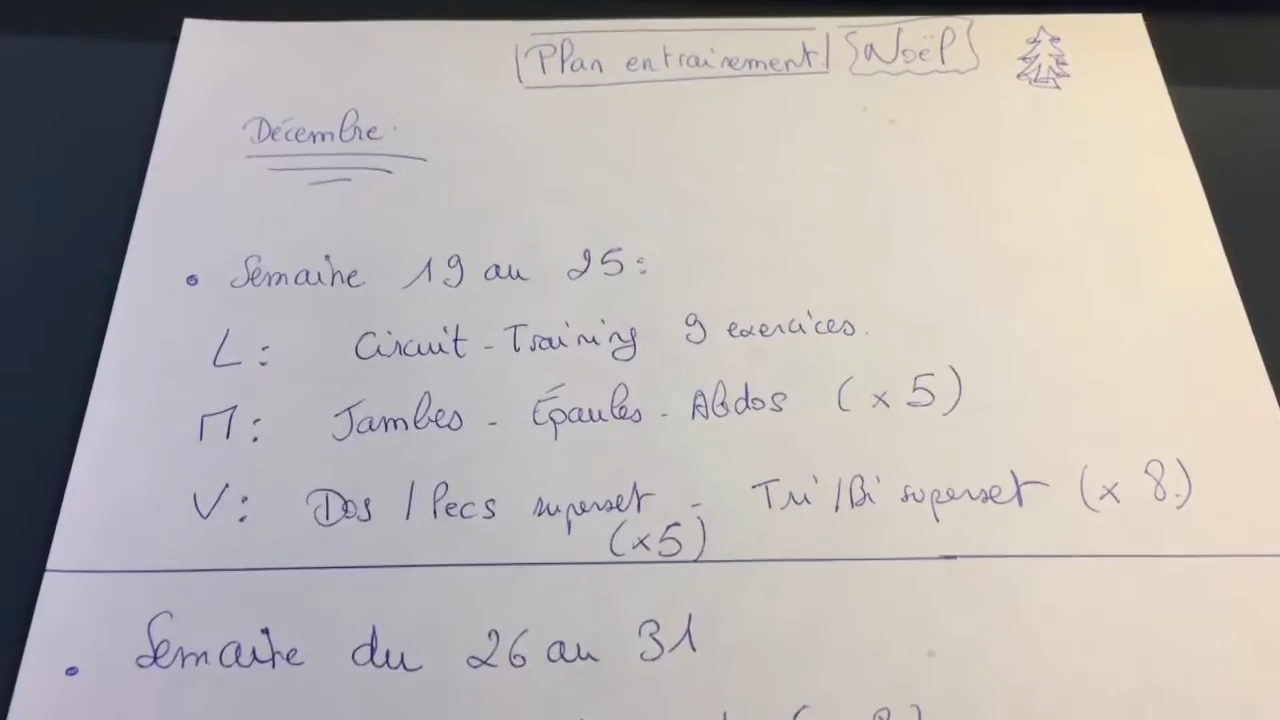 Plan entrainement Noël
Décembre
• Semaine 19 au 25:
L: Circuit-Training 9 exercices.
M: Jambes - Épaules - Abdos (x5)
V: Dos / Pecs superset - Tri/Bi superset (x 8.)
(x5)
• Semaine du 26 au 31